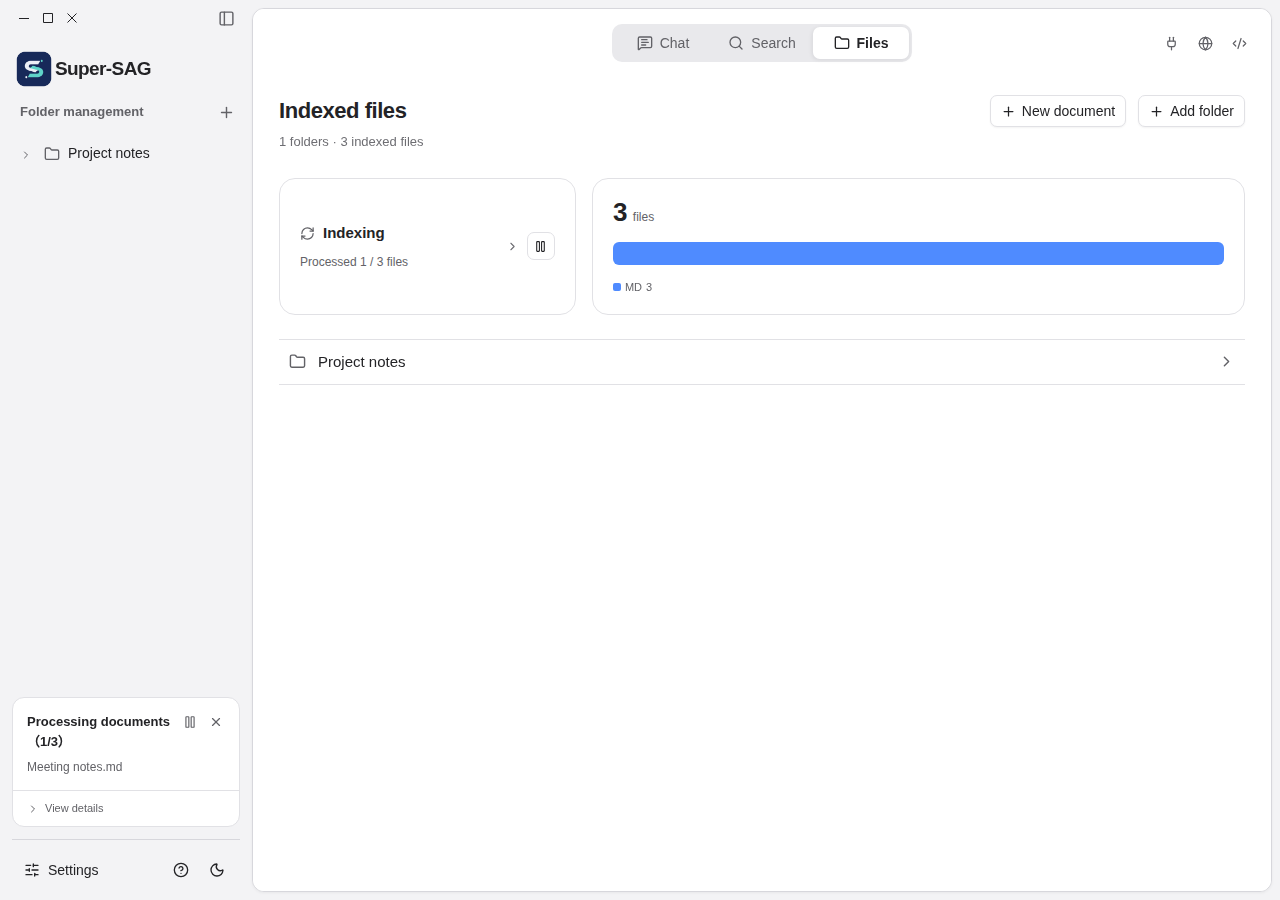 Super-SAG
Folder management
Project notes
Chat
Search
Files
Indexed files
1 folders · 3 indexed files
New document
Add folder
Indexing
Processed 1 / 3 files
3 files
MD 3
Project notes
Processing documents
（1/3）
Meeting notes.md
View details
Settings